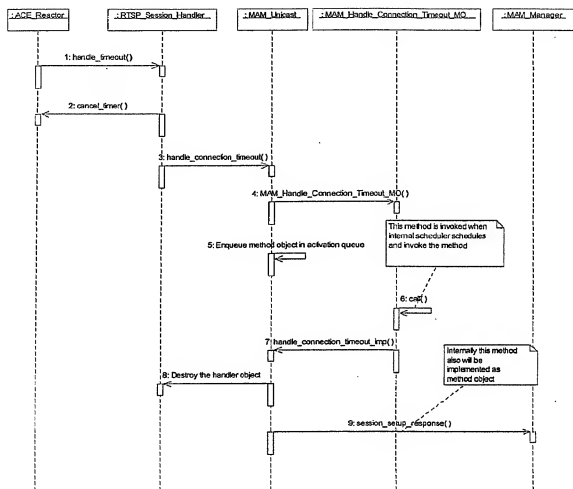 : ACE_Reactor
: RTSP_Session_Handler
: MAM_Unicast
: MAM_Handle_Connection_Timeout_MO
: MAM_Manager
1: handle_timeout()
2: cancel_timer()
3: handle_connection_timeout( )
4: MAM_Handle_Connection_Timeout_MO()
This method is invoked when
internal scheduler schedules
and invoke the method
5: Enqueue method object in activation queue
6: call()
7: handle_connection_timeout_imp()
Internally this method
also will be
implemented as
method object
8: Destroy the handler object
9: session_setup_response( )